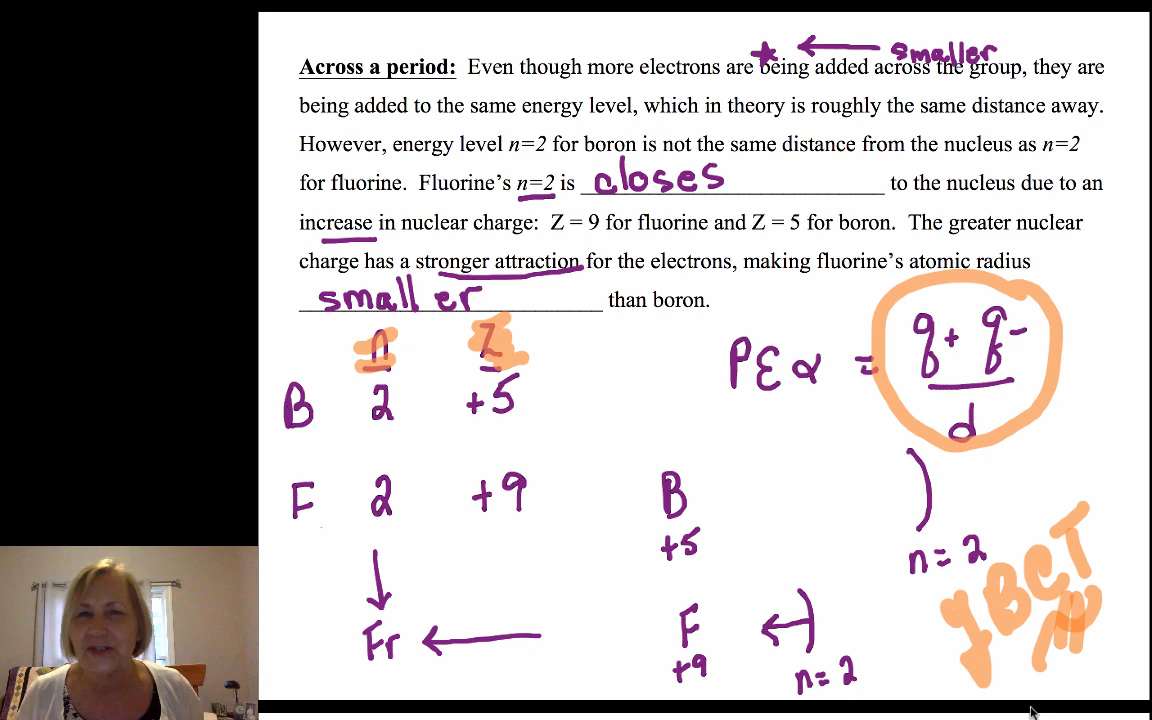 smaller
Across a period: Even though more electrons are being added across the group, they are
being added to the same energy level, which in theory is roughly the same distance away.
However, energy level n=2 for boron is not the same distance from the nucleus as n=2
for fluorine. Fluorine's n=2 is closes to the nucleus due to an
increase in nuclear charge: Z = 9 for fluorine and Z = 5 for boron. The greater nuclear
charge has a stronger attraction for the electrons, making fluorine's atomic radius
smaller than boron.
n Z
PE α = q+ q- / d
B 2 +5
F 2 +9
B
+5
n=2
Fr
F
+9
n=2